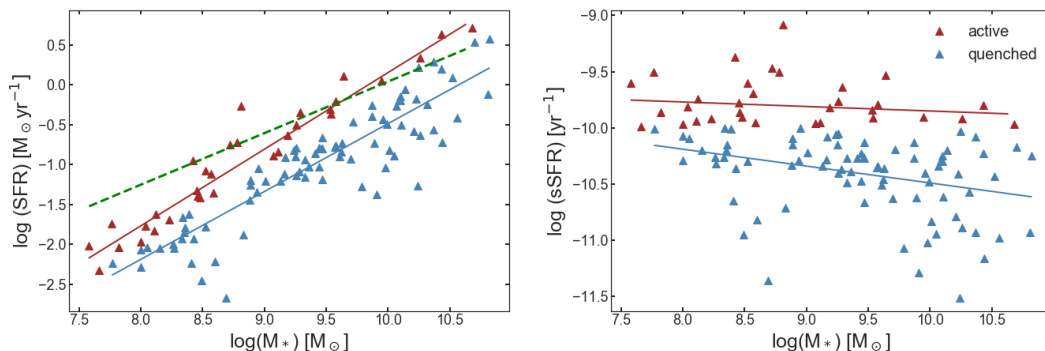 log (SFR) [M⊙yr⁻¹]
0.5
0.0
−0.5
−1.0
−1.5
−2.0
−2.5
7.5 8.0 8.5 9.0 9.5 10.0 10.5
log(M∗) [M⊙]
log (sSFR) [yr⁻¹]
−9.0
−9.5
−10.0
−10.5
−11.0
−11.5
active
quenched
7.5 8.0 8.5 9.0 9.5 10.0 10.5
log(M∗) [M⊙]